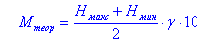 M_теор = (H_макс + H_мин) / 2 · γ · 10